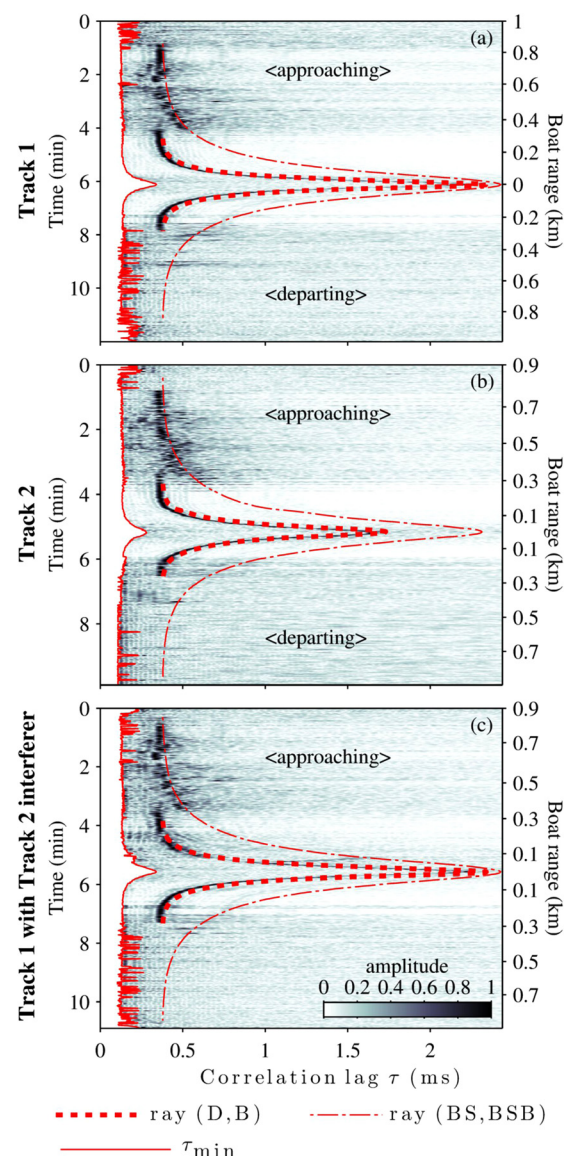 0
2
4
6
8
10
Track 1
Time (min)
(a)
<approaching>
<departing>
1
0.8
0.6
0.3
0.2
0
0.2
0.4
0.6
0.8
Boat range (km)
0
2
4
6
8
Track 2
Time (min)
(b)
<approaching>
<departing>
0.9
0.7
0.5
0.3
0.1
0.1
0.3
0.5
0.7
Boat range (km)
0
2
4
6
8
10
Track 1 with Track 2 interferer
Time (min)
(c)
<approaching>
amplitude
0 0.2 0.4 0.6 0.8 1
0.9
0.7
0.5
0.3
0.1
0
0.1
0.3
0.5
0.7
Boat range (km)
0 0.5 1 1.5 2
Correlation lag τ (ms)
ray (D,B) ray (BS,BSB)
τmin